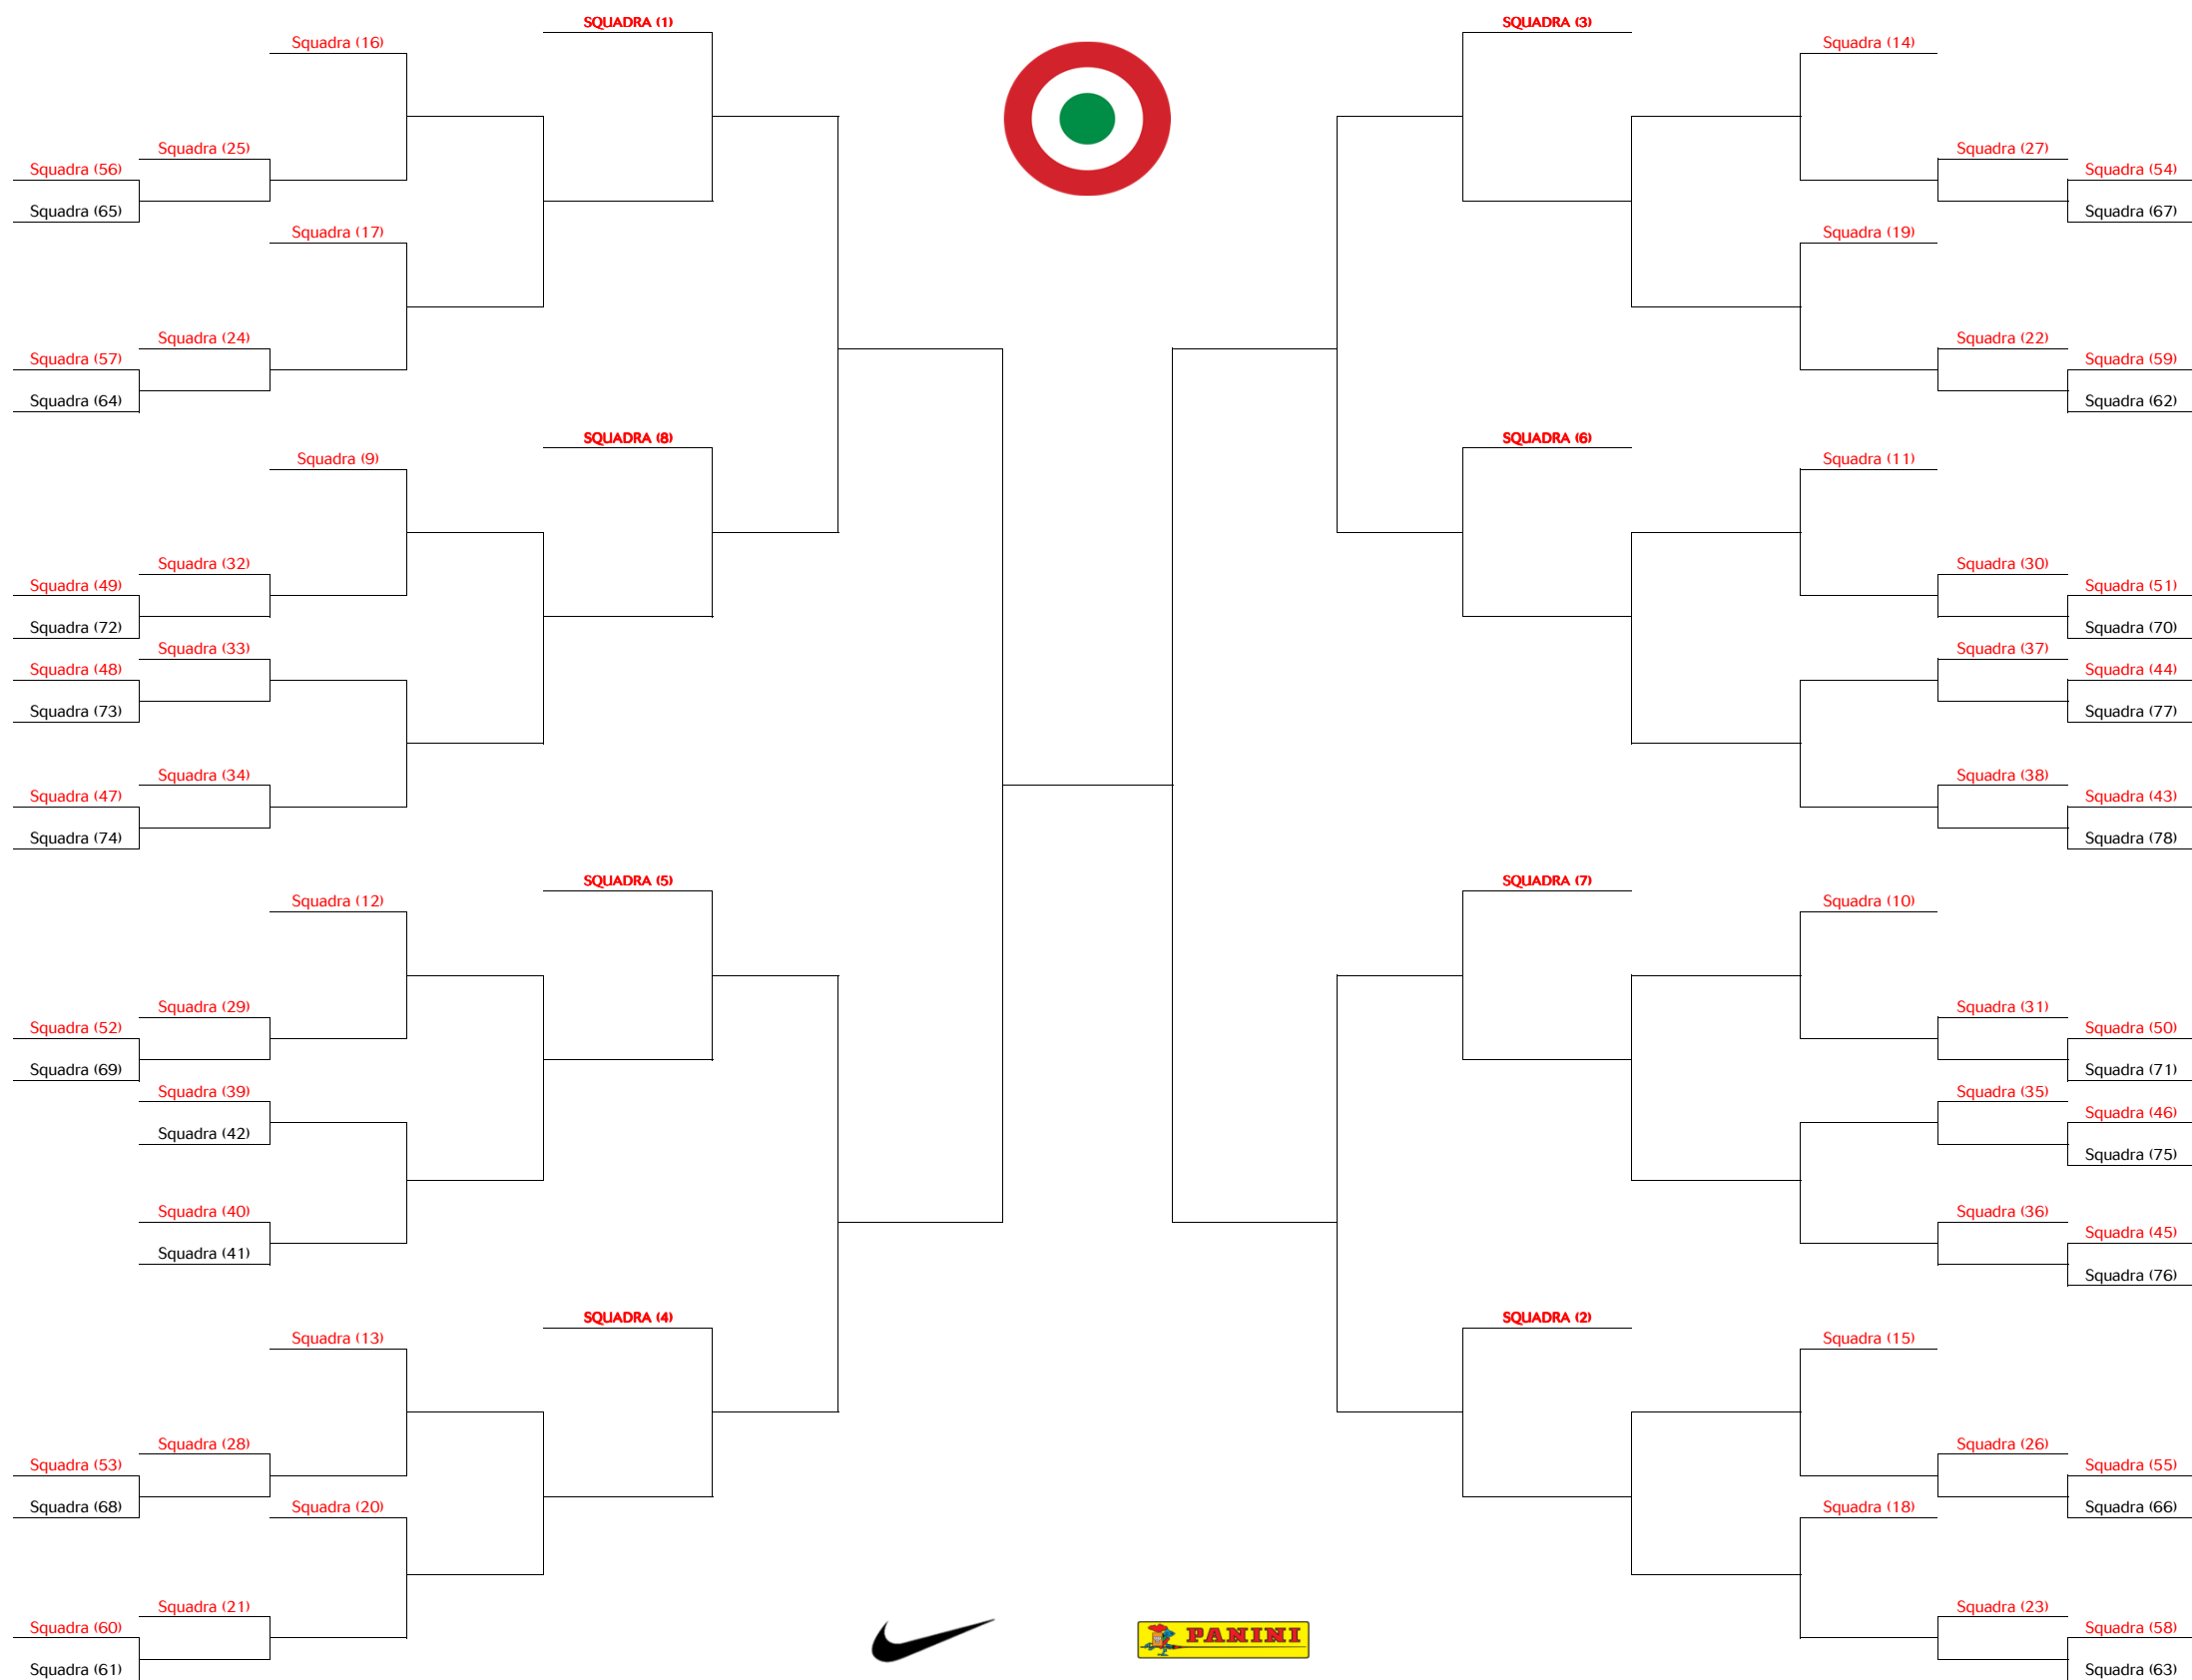 SQUADRA (1)
SQUADRA (3)
Squadra (16)
Squadra (14)
Squadra (25)
Squadra (27)
Squadra (56)
Squadra (54)
Squadra (65)
Squadra (67)
Squadra (17)
Squadra (19)
Squadra (24)
Squadra (22)
Squadra (57)
Squadra (59)
Squadra (64)
Squadra (62)
SQUADRA (8)
SQUADRA (6)
Squadra (9)
Squadra (11)
Squadra (32)
Squadra (30)
Squadra (49)
Squadra (51)
Squadra (72)
Squadra (70)
Squadra (33)
Squadra (37)
Squadra (48)
Squadra (44)
Squadra (73)
Squadra (77)
Squadra (34)
Squadra (38)
Squadra (47)
Squadra (43)
Squadra (74)
Squadra (78)
SQUADRA (5)
SQUADRA (7)
Squadra (12)
Squadra (10)
Squadra (29)
Squadra (31)
Squadra (52)
Squadra (50)
Squadra (69)
Squadra (71)
Squadra (39)
Squadra (35)
Squadra (46)
Squadra (42)
Squadra (75)
Squadra (40)
Squadra (36)
Squadra (45)
Squadra (41)
Squadra (76)
SQUADRA (4)
SQUADRA (2)
Squadra (13)
Squadra (15)
Squadra (28)
Squadra (26)
Squadra (53)
Squadra (55)
Squadra (68)
Squadra (20)
Squadra (18)
Squadra (66)
Squadra (21)
Squadra (23)
Squadra (60)
Squadra (58)
PANINI
Squadra (61)
Squadra (63)